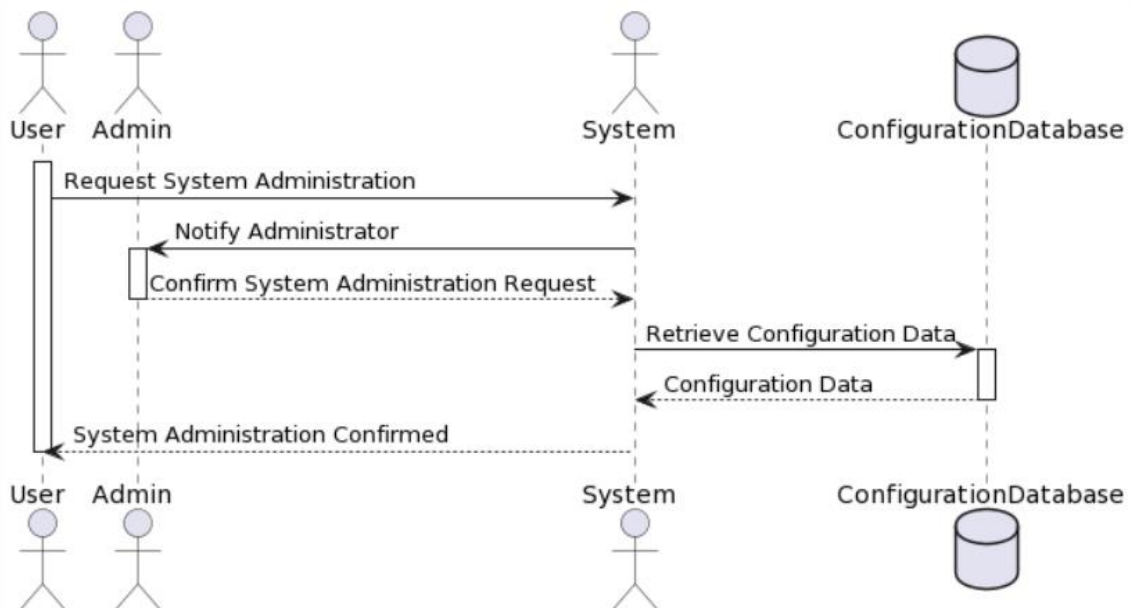 User Admin System ConfigurationDatabase
Request System Administration
Notify Administrator
Confirm System Administration Request
Retrieve Configuration Data
Configuration Data
System Administration Confirmed
User Admin System ConfigurationDatabase